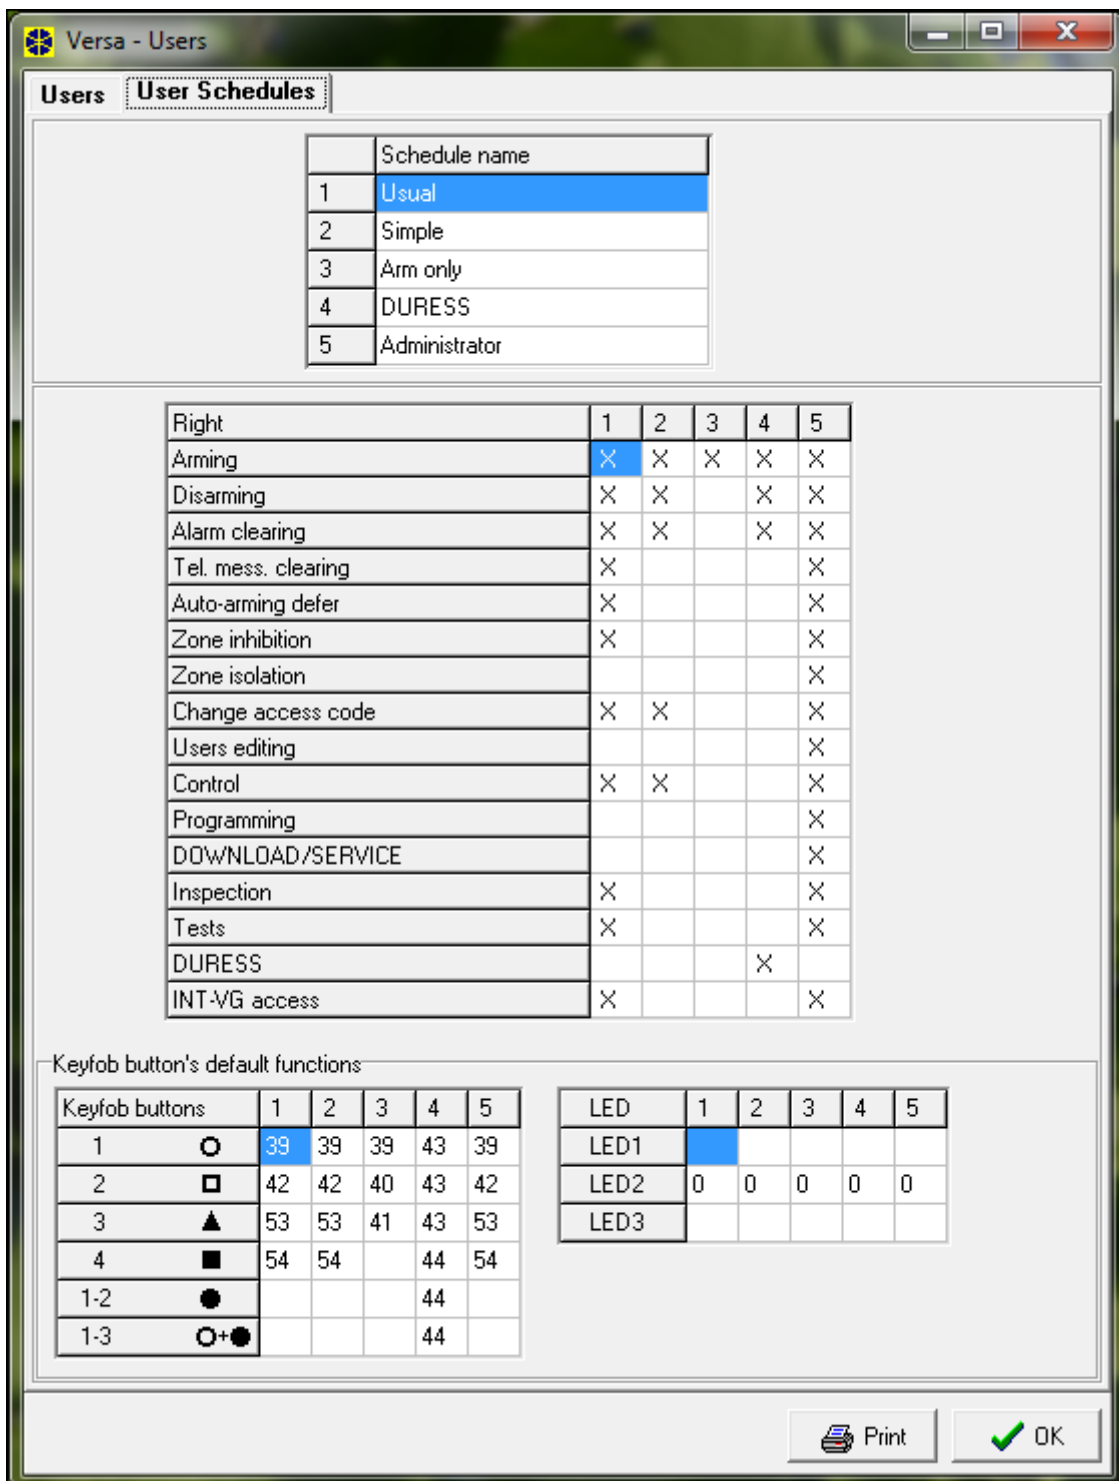 Versa - Users
Users User Schedules
Schedule name
1 Usual
2 Simple
3 Arm only
4 DURESS
5 Administrator
Right 1 2 3 4 5
Arming X X X X X
Disarming X X X X
Alarm clearing X X X X
Tel. mess. clearing X X
Auto-arming defer X X
Zone inhibition X X
Zone isolation X
Change access code X X X
Users editing X
Control X X X
Programming X
DOWNLOAD/SERVICE X
Inspection X X
Tests X X
DURESS X
INT-VG access X X
Keyfob button's default functions
Keyfob buttons 1 2 3 4 5
1 39 39 39 43 39
2 42 42 40 43 42
3 53 53 41 43 53
4 54 54 44 54
1-2 44
1-3 + 44
LED 1 2 3 4 5
LED1
LED2 0 0 0 0 0
LED3
Print OK